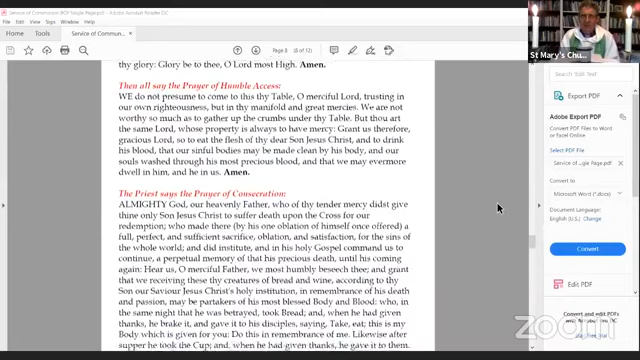 Service of Communion (BCP Single Page).pdf - Adobe Acrobat Reader DC
File Edit View Sign Window Help
Home Tools Service of Commun... ×
Page 8 (8 of 12)
thy glory: Glory be to thee, O Lord most High. Amen.
Then all say the Prayer of Humble Access:
WE do not presume to come to this thy Table, O merciful Lord, trusting in
our own righteousness, but in thy manifold and great mercies. We are not
worthy so much as to gather up the crumbs under thy Table. But thou art
the same Lord, whose property is always to have mercy: Grant us therefore,
gracious Lord, so to eat the flesh of thy dear Son Jesus Christ, and to drink
his blood, that our sinful bodies may be made clean by his body, and our
souls washed through his most precious blood, and that we may evermore
dwell in him, and he in us. Amen.
The Priest says the Prayer of Consecration:
ALMIGHTY God, our heavenly Father, who of thy tender mercy didst give
thine only Son Jesus Christ to suffer death upon the Cross for our
redemption; who made there (by his one oblation of himself once offered) a
full, perfect, and sufficient sacrifice, oblation, and satisfaction, for the sins of
the whole world; and did institute, and in his holy Gospel command us to
continue, a perpetual memory of that his precious death, until his coming
again: Hear us, O merciful Father, we most humbly beseech thee; and grant
that we receiving these thy creatures of bread and wine, according to thy
Son our Saviour Jesus Christ's holy institution, in remembrance of his death
and passion, may be partakers of his most blessed Body and Blood: who, in
the same night that he was betrayed, took Bread; and, when he had given
thanks, he brake it, and gave it to his disciples, saying, Take, eat; this is my
Body which is given for you: Do this in remembrance of me. Likewise after
supper he took the Cup; and, when he had given thanks, he gave it to them,
St Mary's Chu...
Search 'Edit Text'
Export PDF
Adobe Export PDF
Convert PDF Files to Word
or Excel Online
Select PDF File
Service of ...gle Page.pdf ×
Convert to
Microsoft Word (*.docx)
Document Language:
English (U.S.) Change
Convert
Edit PDF
Convert and edit PDFs
zoom